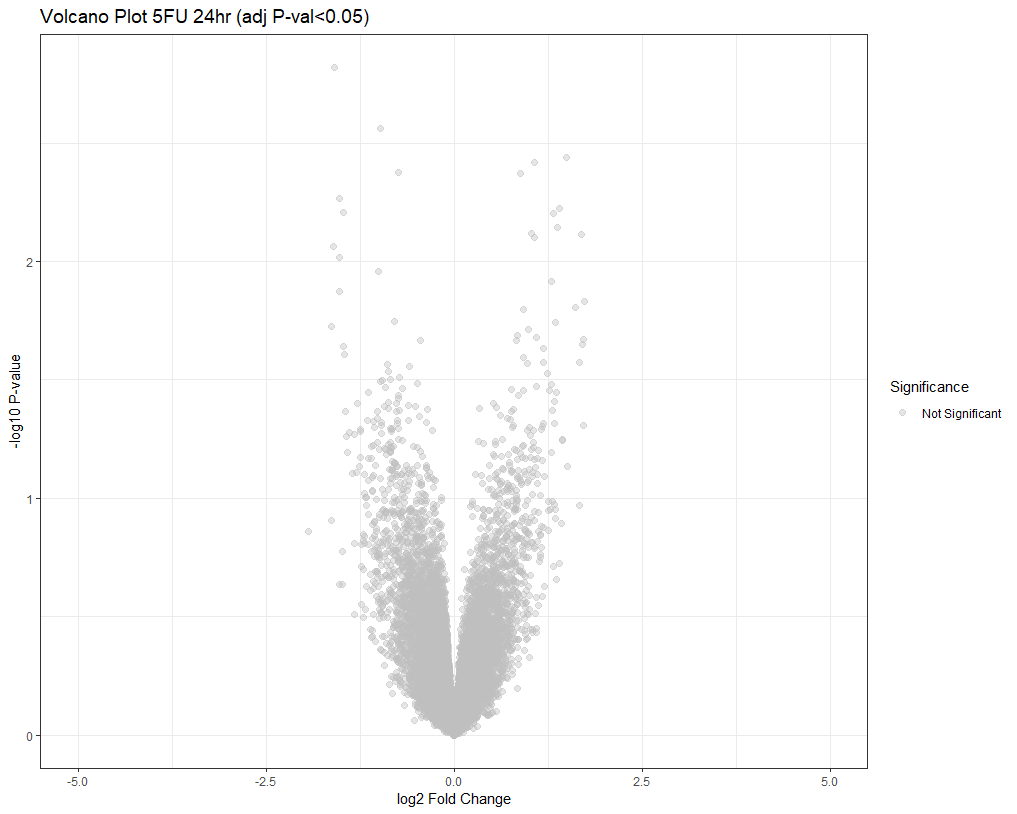 Volcano Plot 5FU 24hr (adj P-val<0.05)
-log10 P-value
2
1
0
-5.0
-2.5
0.0
2.5
5.0
log2 Fold Change
Significance
Not Significant